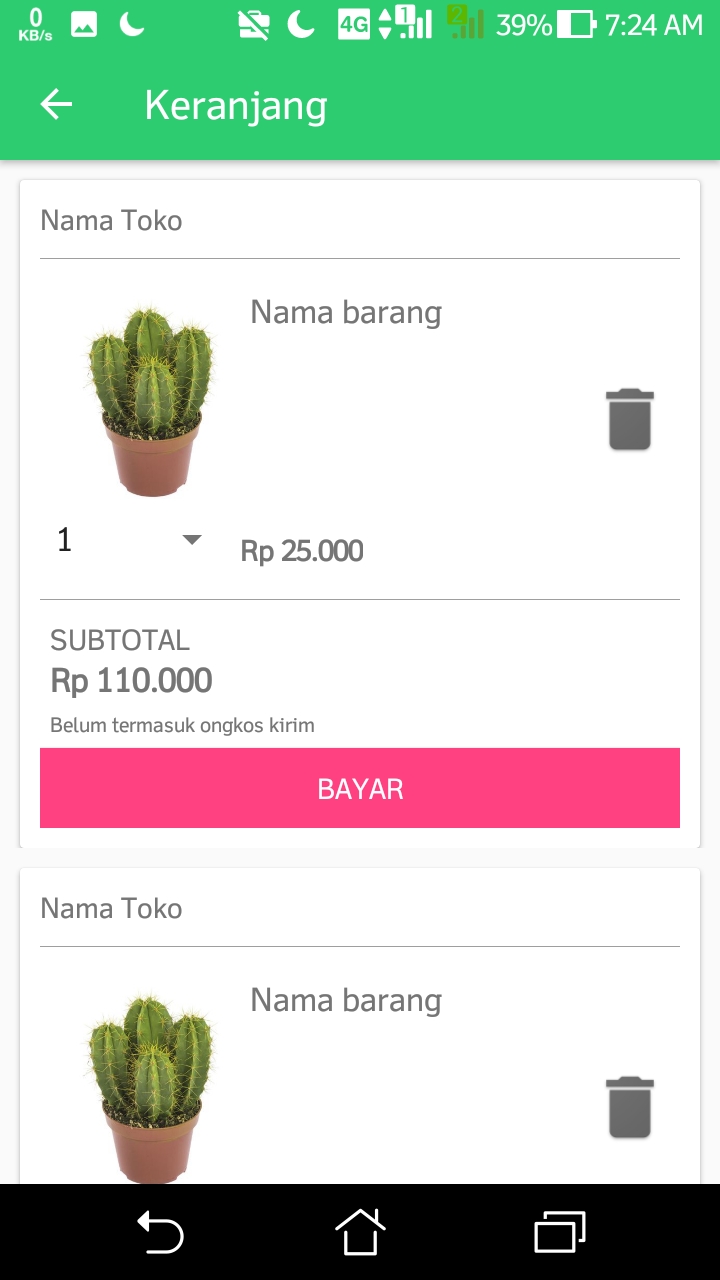 0
KB/s
4G
1
2
39%
7:24 AM
Keranjang
Nama Toko
Nama barang
1
Rp 25.000
SUBTOTAL
Rp 110.000
Belum termasuk ongkos kirim
BAYAR
Nama Toko
Nama barang